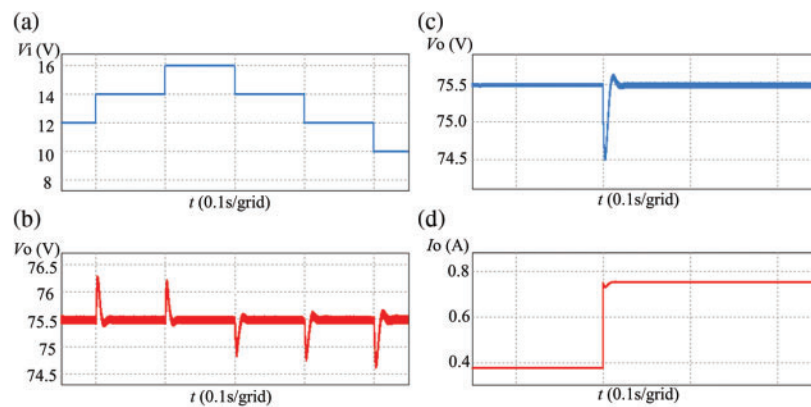 (a)
Vi (V)
16
14
12
10
8
t (0.1s/grid)
(b)
Vo (V)
76.5
76
75.5
75
74.5
t (0.1s/grid)
(c)
Vo (V)
75.5
75.0
74.5
t (0.1s/grid)
(d)
Io (A)
0.8
0.6
0.4
t (0.1s/grid)